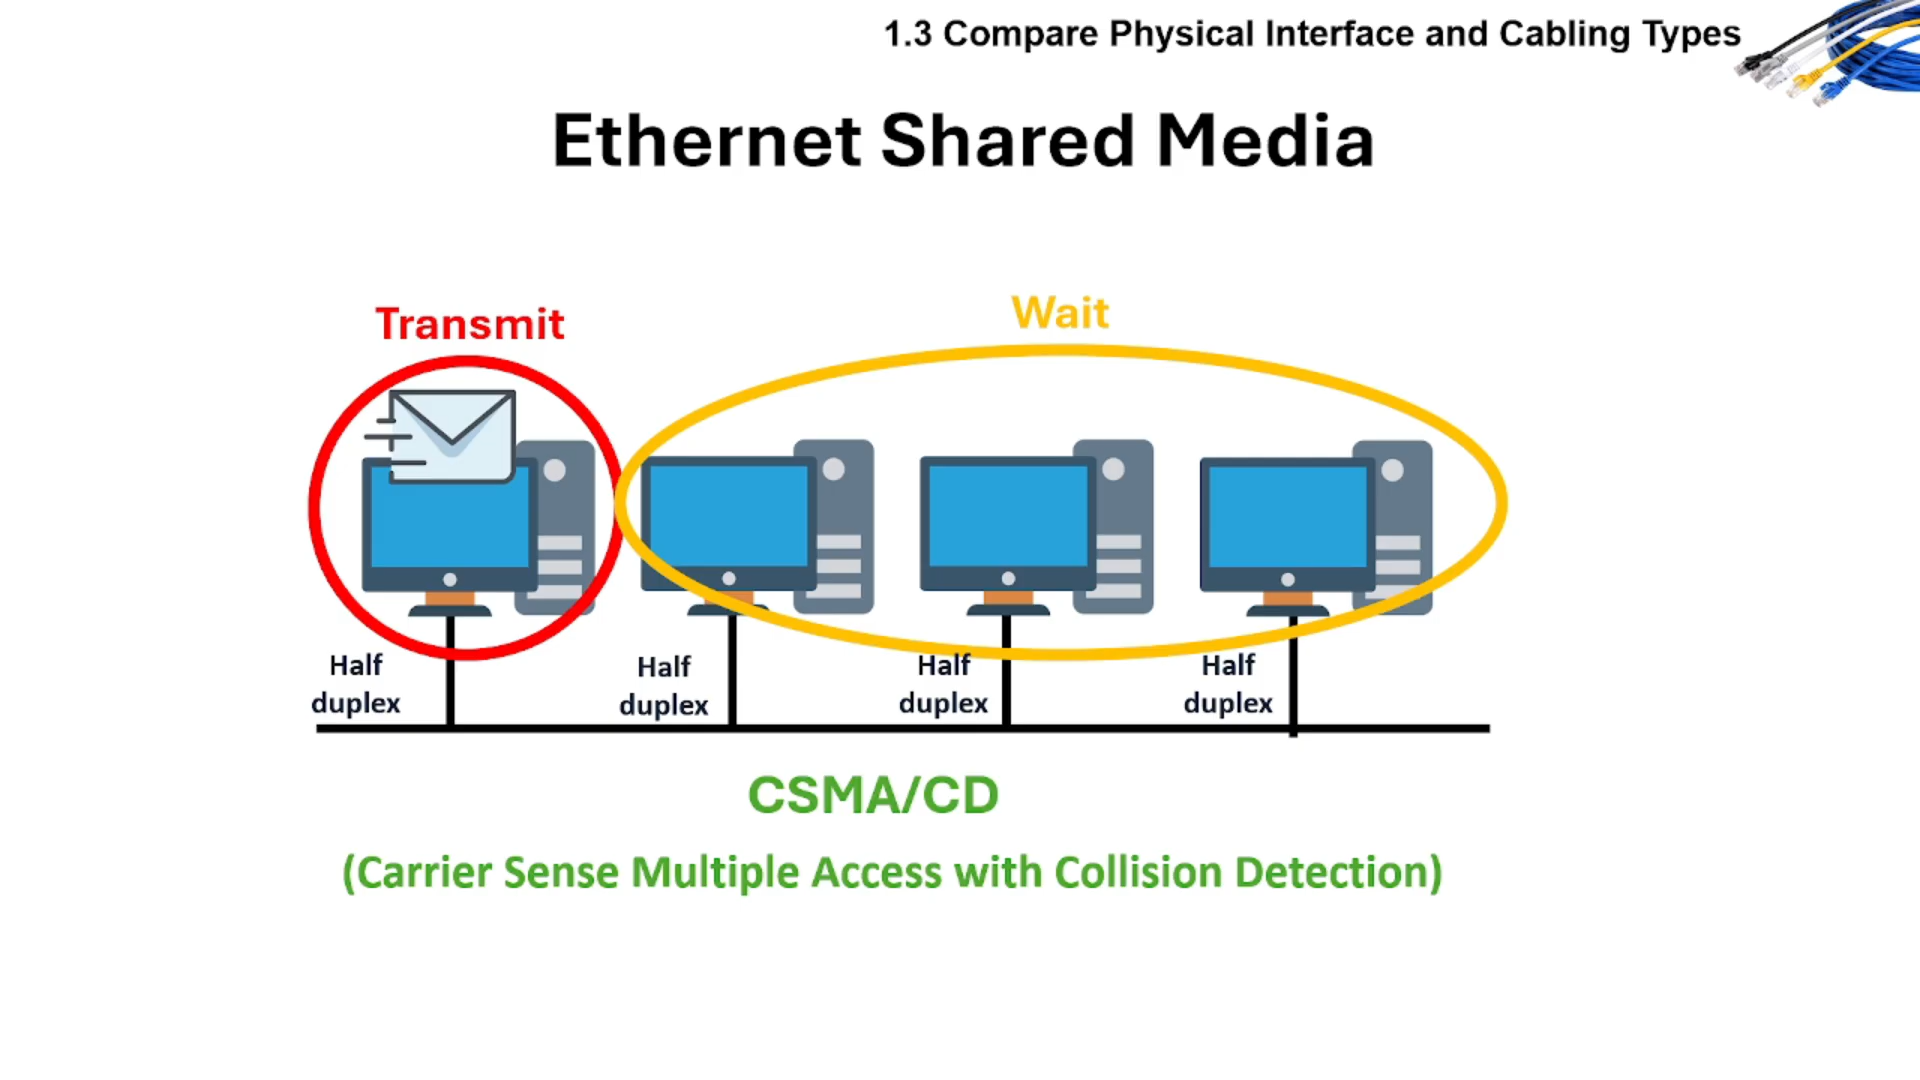 1.3 Compare Physical Interface and Cabling Types
Ethernet Shared Media
Transmit
Wait
Half
duplex
Half
duplex
Half
duplex
Half
duplex
CSMA/CD
(Carrier Sense Multiple Access with Collision Detection)